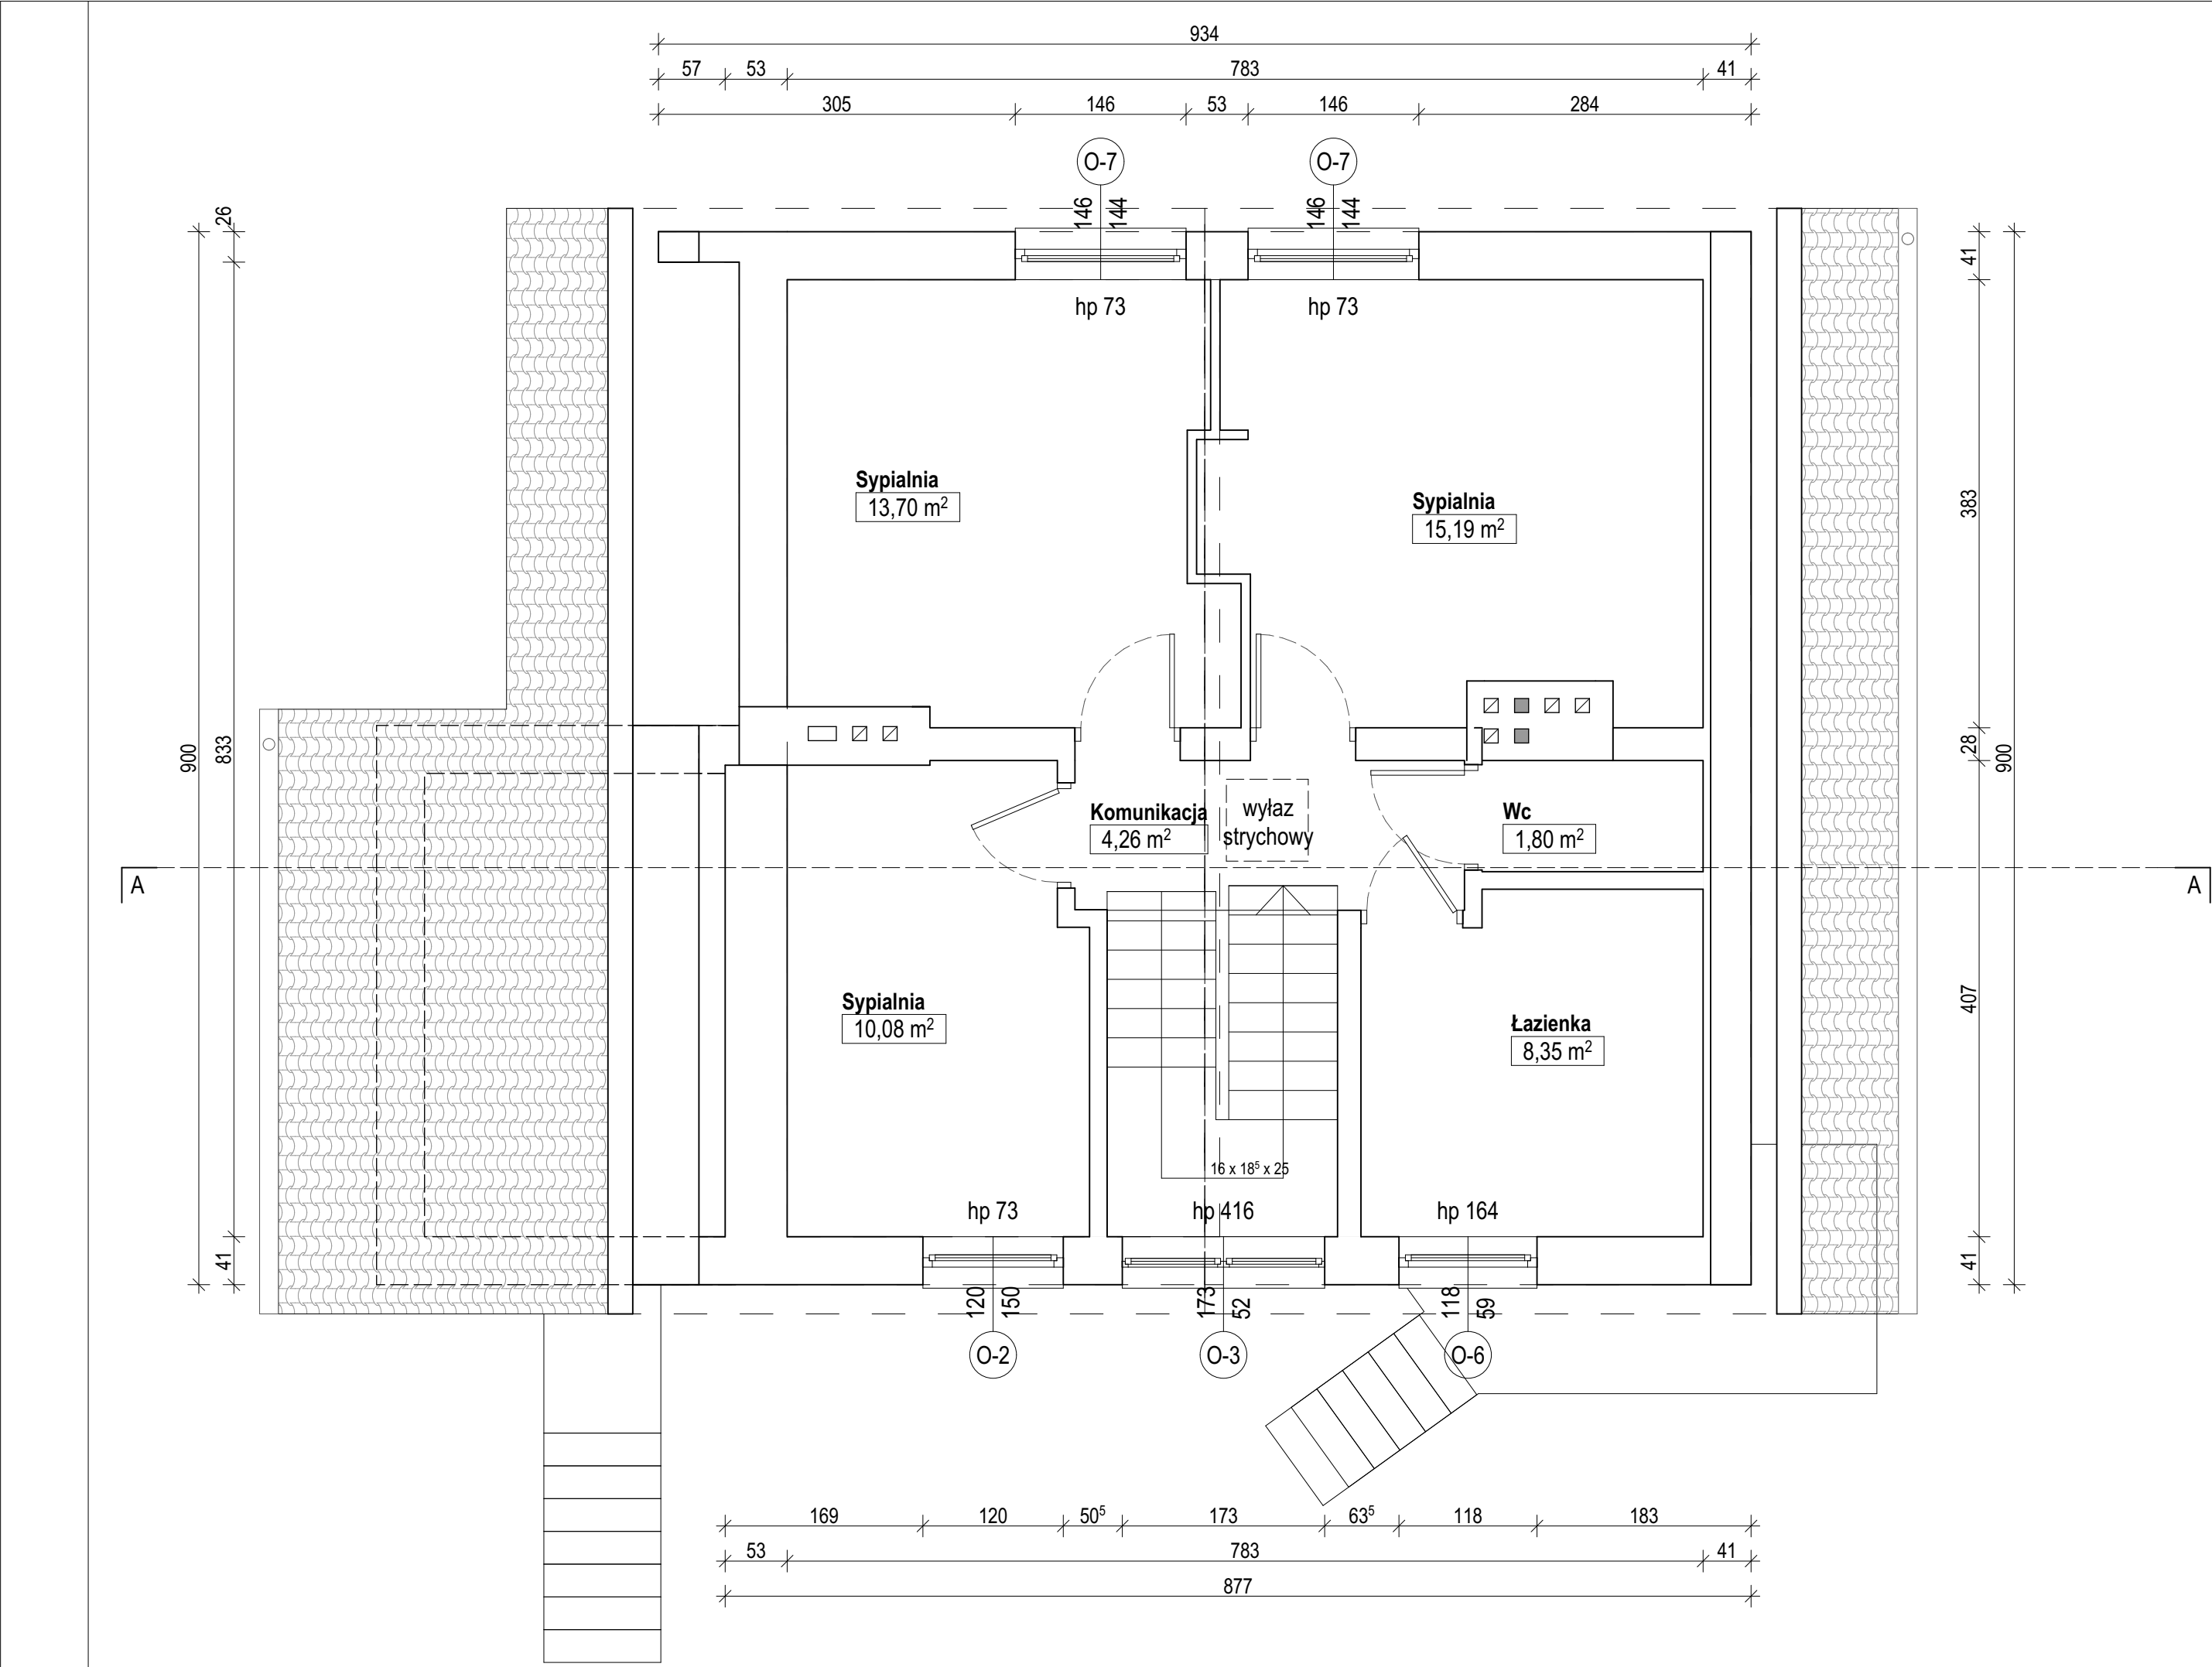 934
57 53 783 41
305 146 53 146 284
O-7 O-7
146 144 146 144
26
41
hp 73 hp 73
Sypialnia
13,70 m²
Sypialnia
15,19 m²
383
900 833
28 900
Komunikacja
4,26 m²
wyłaz
strychowy
Wc
1,80 m²
A A
Sypialnia
10,08 m²
Łazienka
8,35 m²
407
16 x 18⁵ x 25
hp 73 hp 416 hp 164
41 41
120 150 173 52 118 59
O-2 O-3 O-6
169 120 50⁵ 173 63⁵ 118 183
53 783 41
877